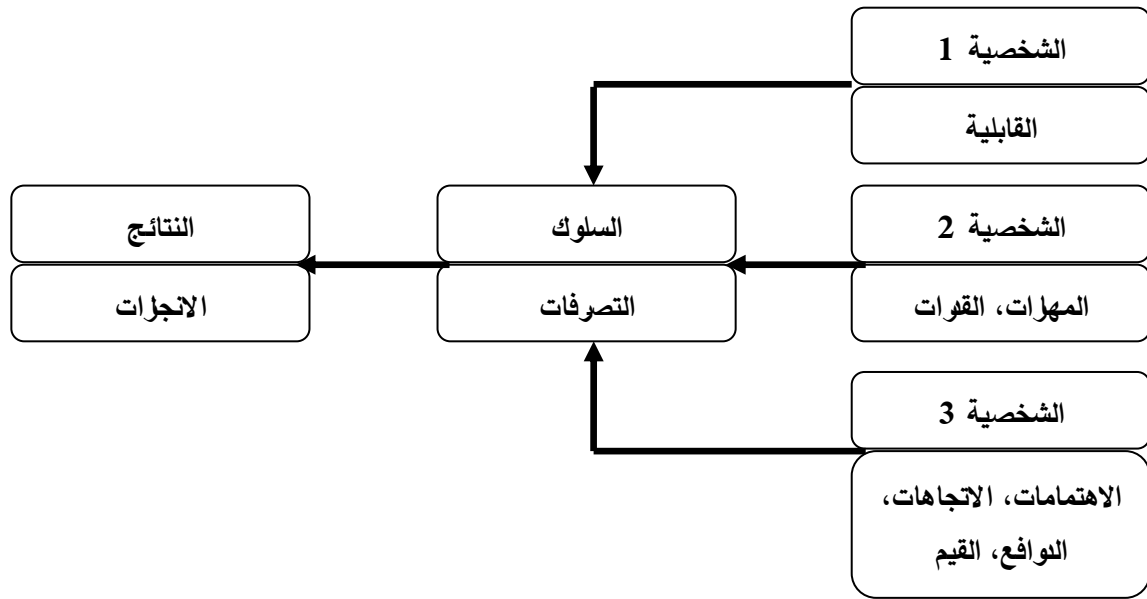 الشخصية 1
القابلية
الشخصية 2
المهارات، القدرات
الشخصية 3
الاهتمامات، الاتجاهات،
الدوافع، القيم
السلوك
التصرفات
النتائج
الانجازات